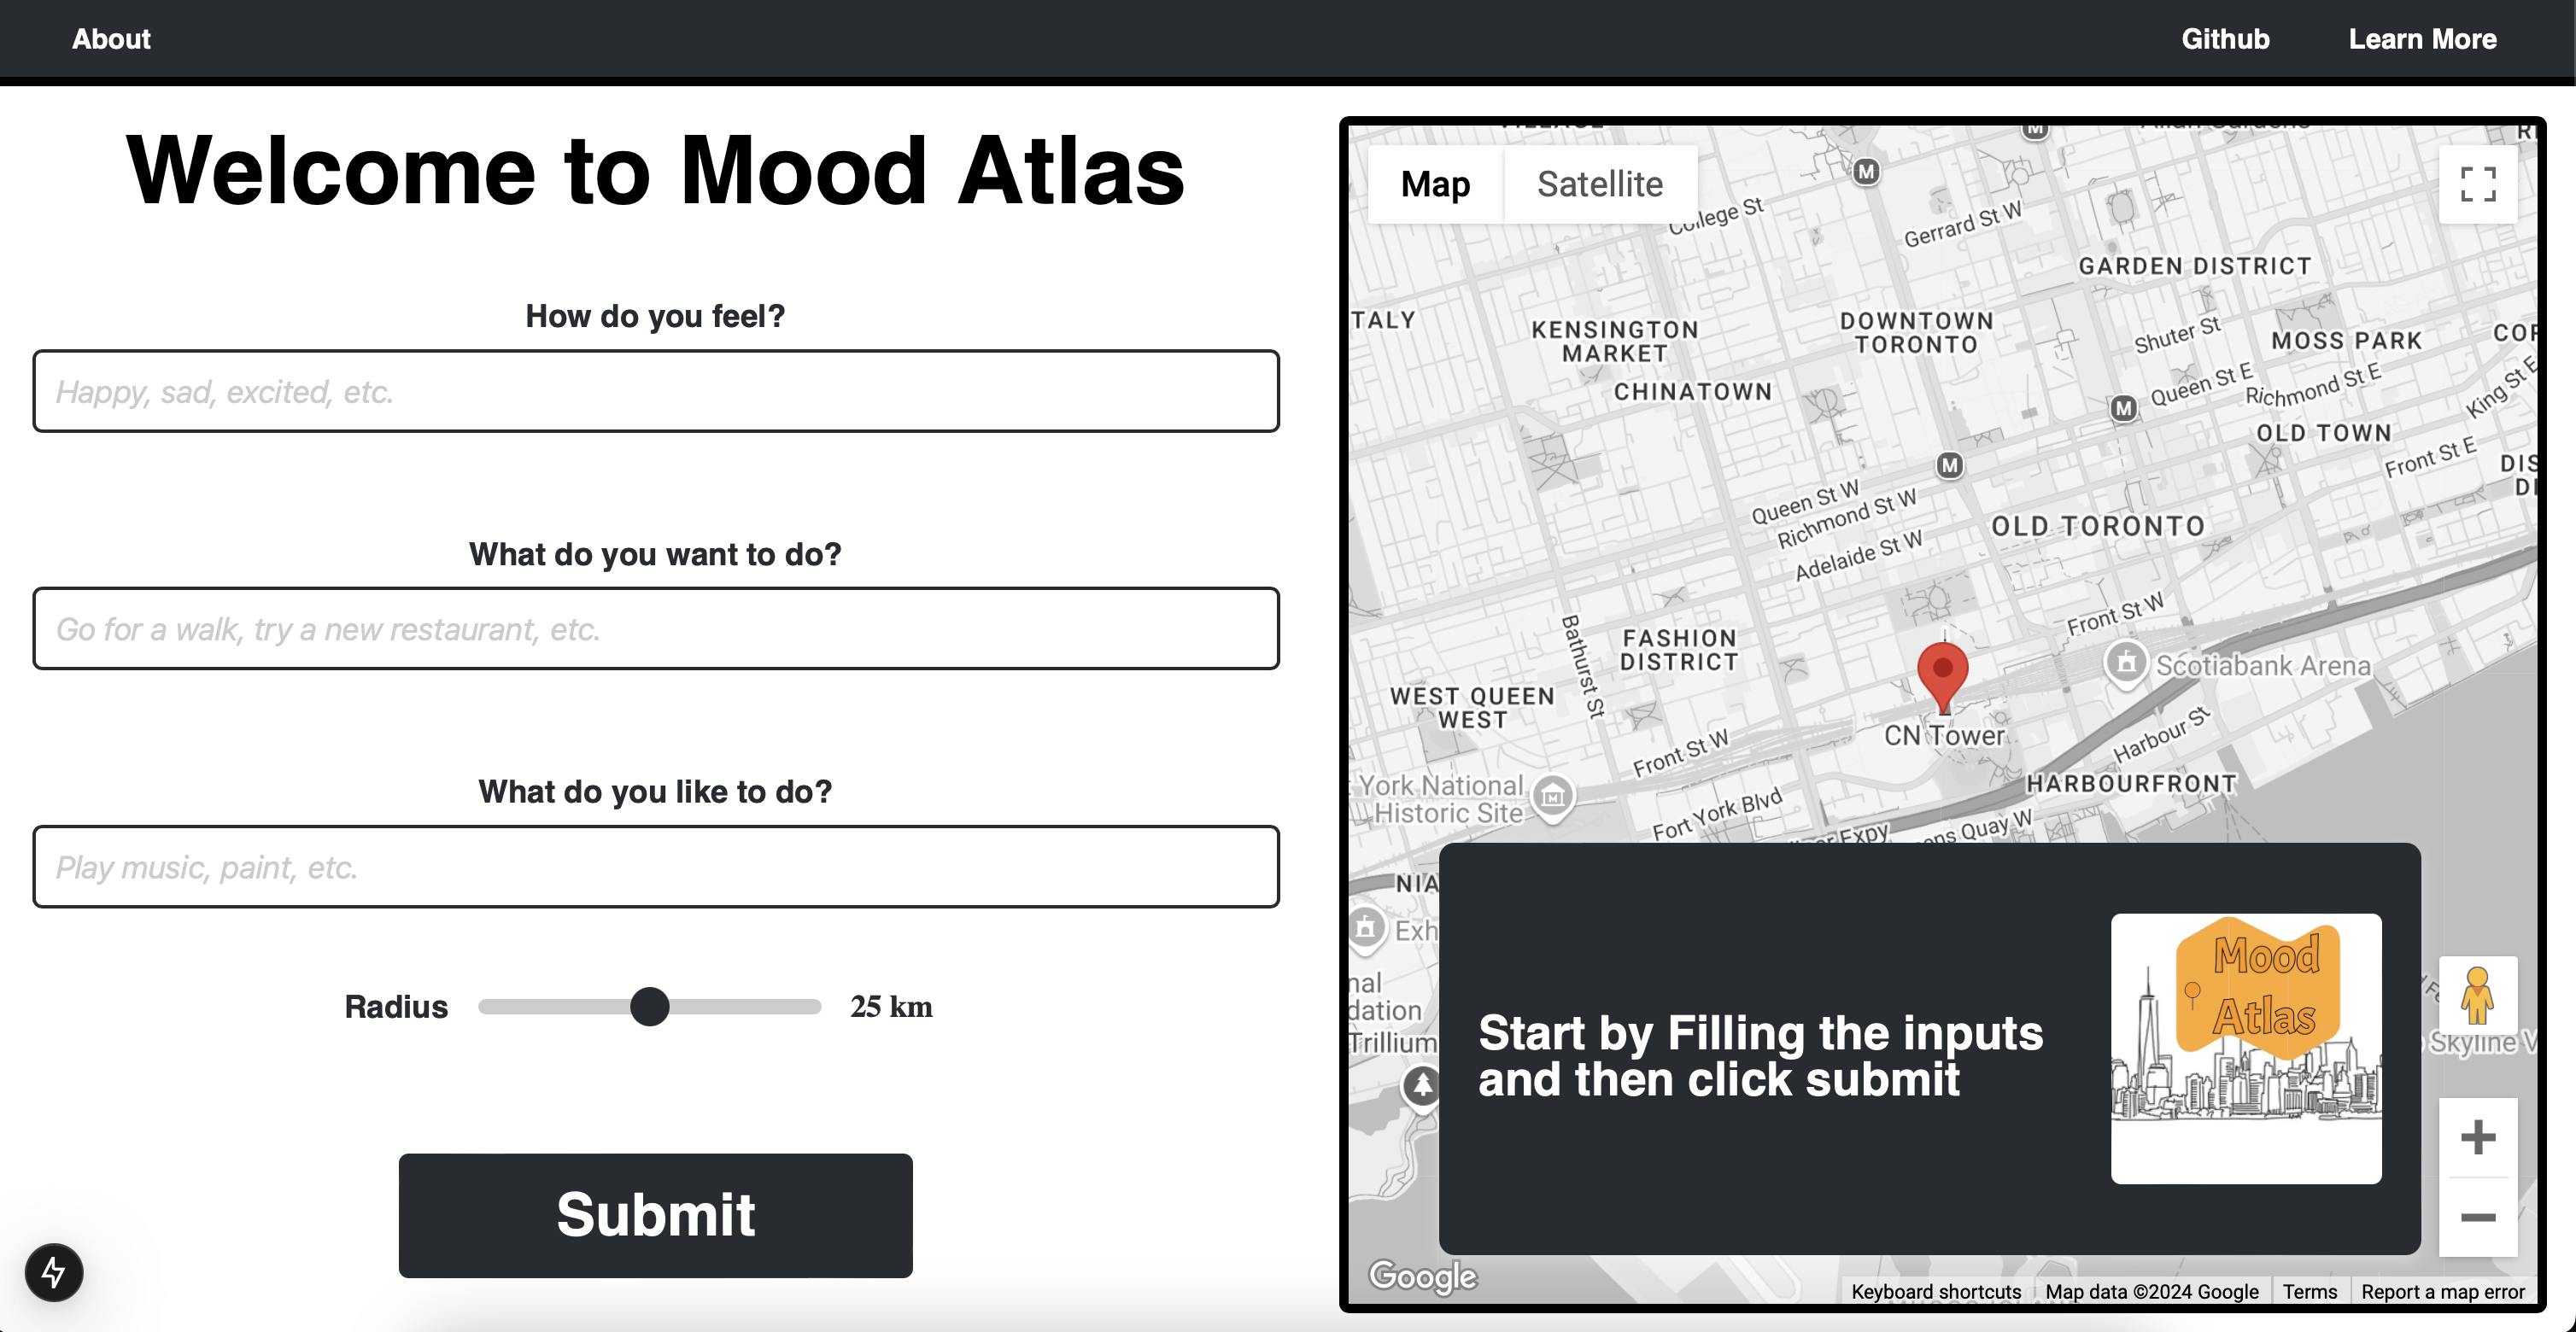 About
Github
Learn More
Welcome to Mood Atlas
How do you feel?
Happy, sad, excited, etc.
What do you want to do?
Go for a walk, try a new restaurant, etc.
What do you like to do?
Play music, paint, etc.
Radius
25 km
Submit
Map
Satellite
College St
Gerrard St W
GARDEN DISTRICT
TALY
KENSINGTON
MARKET
DOWNTOWN
TORONTO
Shuter St
MOSS PARK
CHINATOWN
Queen St E
Richmond St E
King St E
OLD TOWN
Front St E
Queen St W
Richmond St W
Adelaide St W
OLD TORONTO
Bathurst St
FASHION
DISTRICT
Front St W
Scotiabank Arena
WEST QUEEN
WEST
CN Tower
Front St W
Harbour St
York National
Historic Site
HARBOURFRONT
Fort York Blvd
Expy
Quay W
NIA
Exh
nal
dation
Trillium
Mood
Atlas
Start by Filling the inputs
and then click submit
Skyline V
Google
Keyboard shortcuts
Map data ©2024 Google
Terms
Report a map error